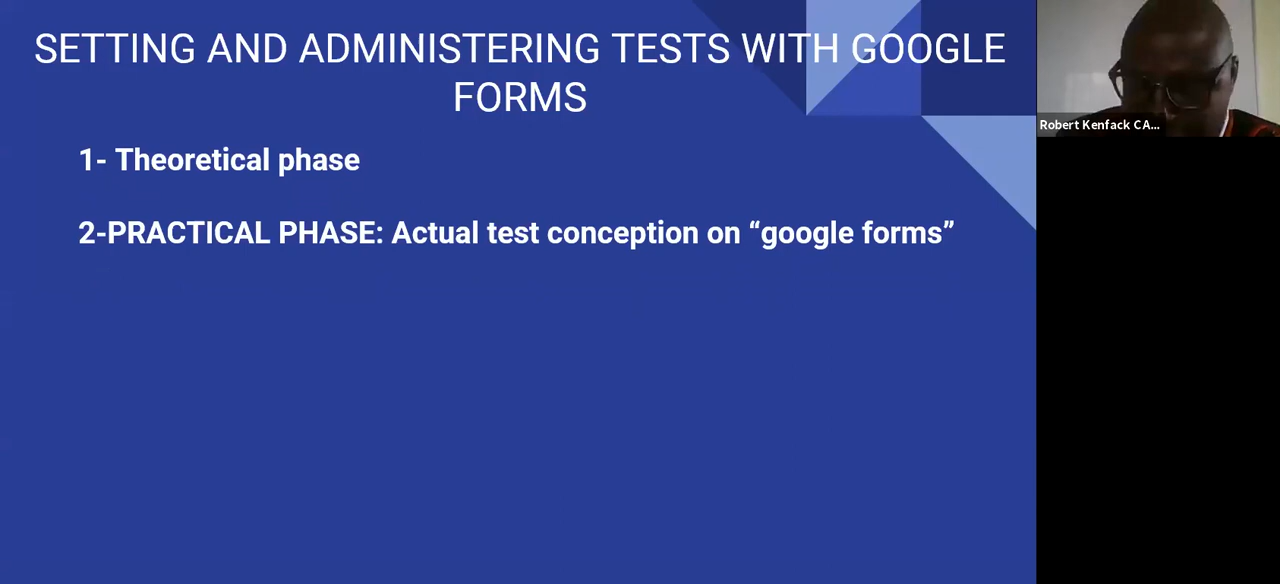 SETTING AND ADMINISTERING TESTS WITH GOOGLE
FORMS
1- Theoretical phase
2-PRACTICAL PHASE: Actual test conception on “google forms”
Robert Kenfack CA...